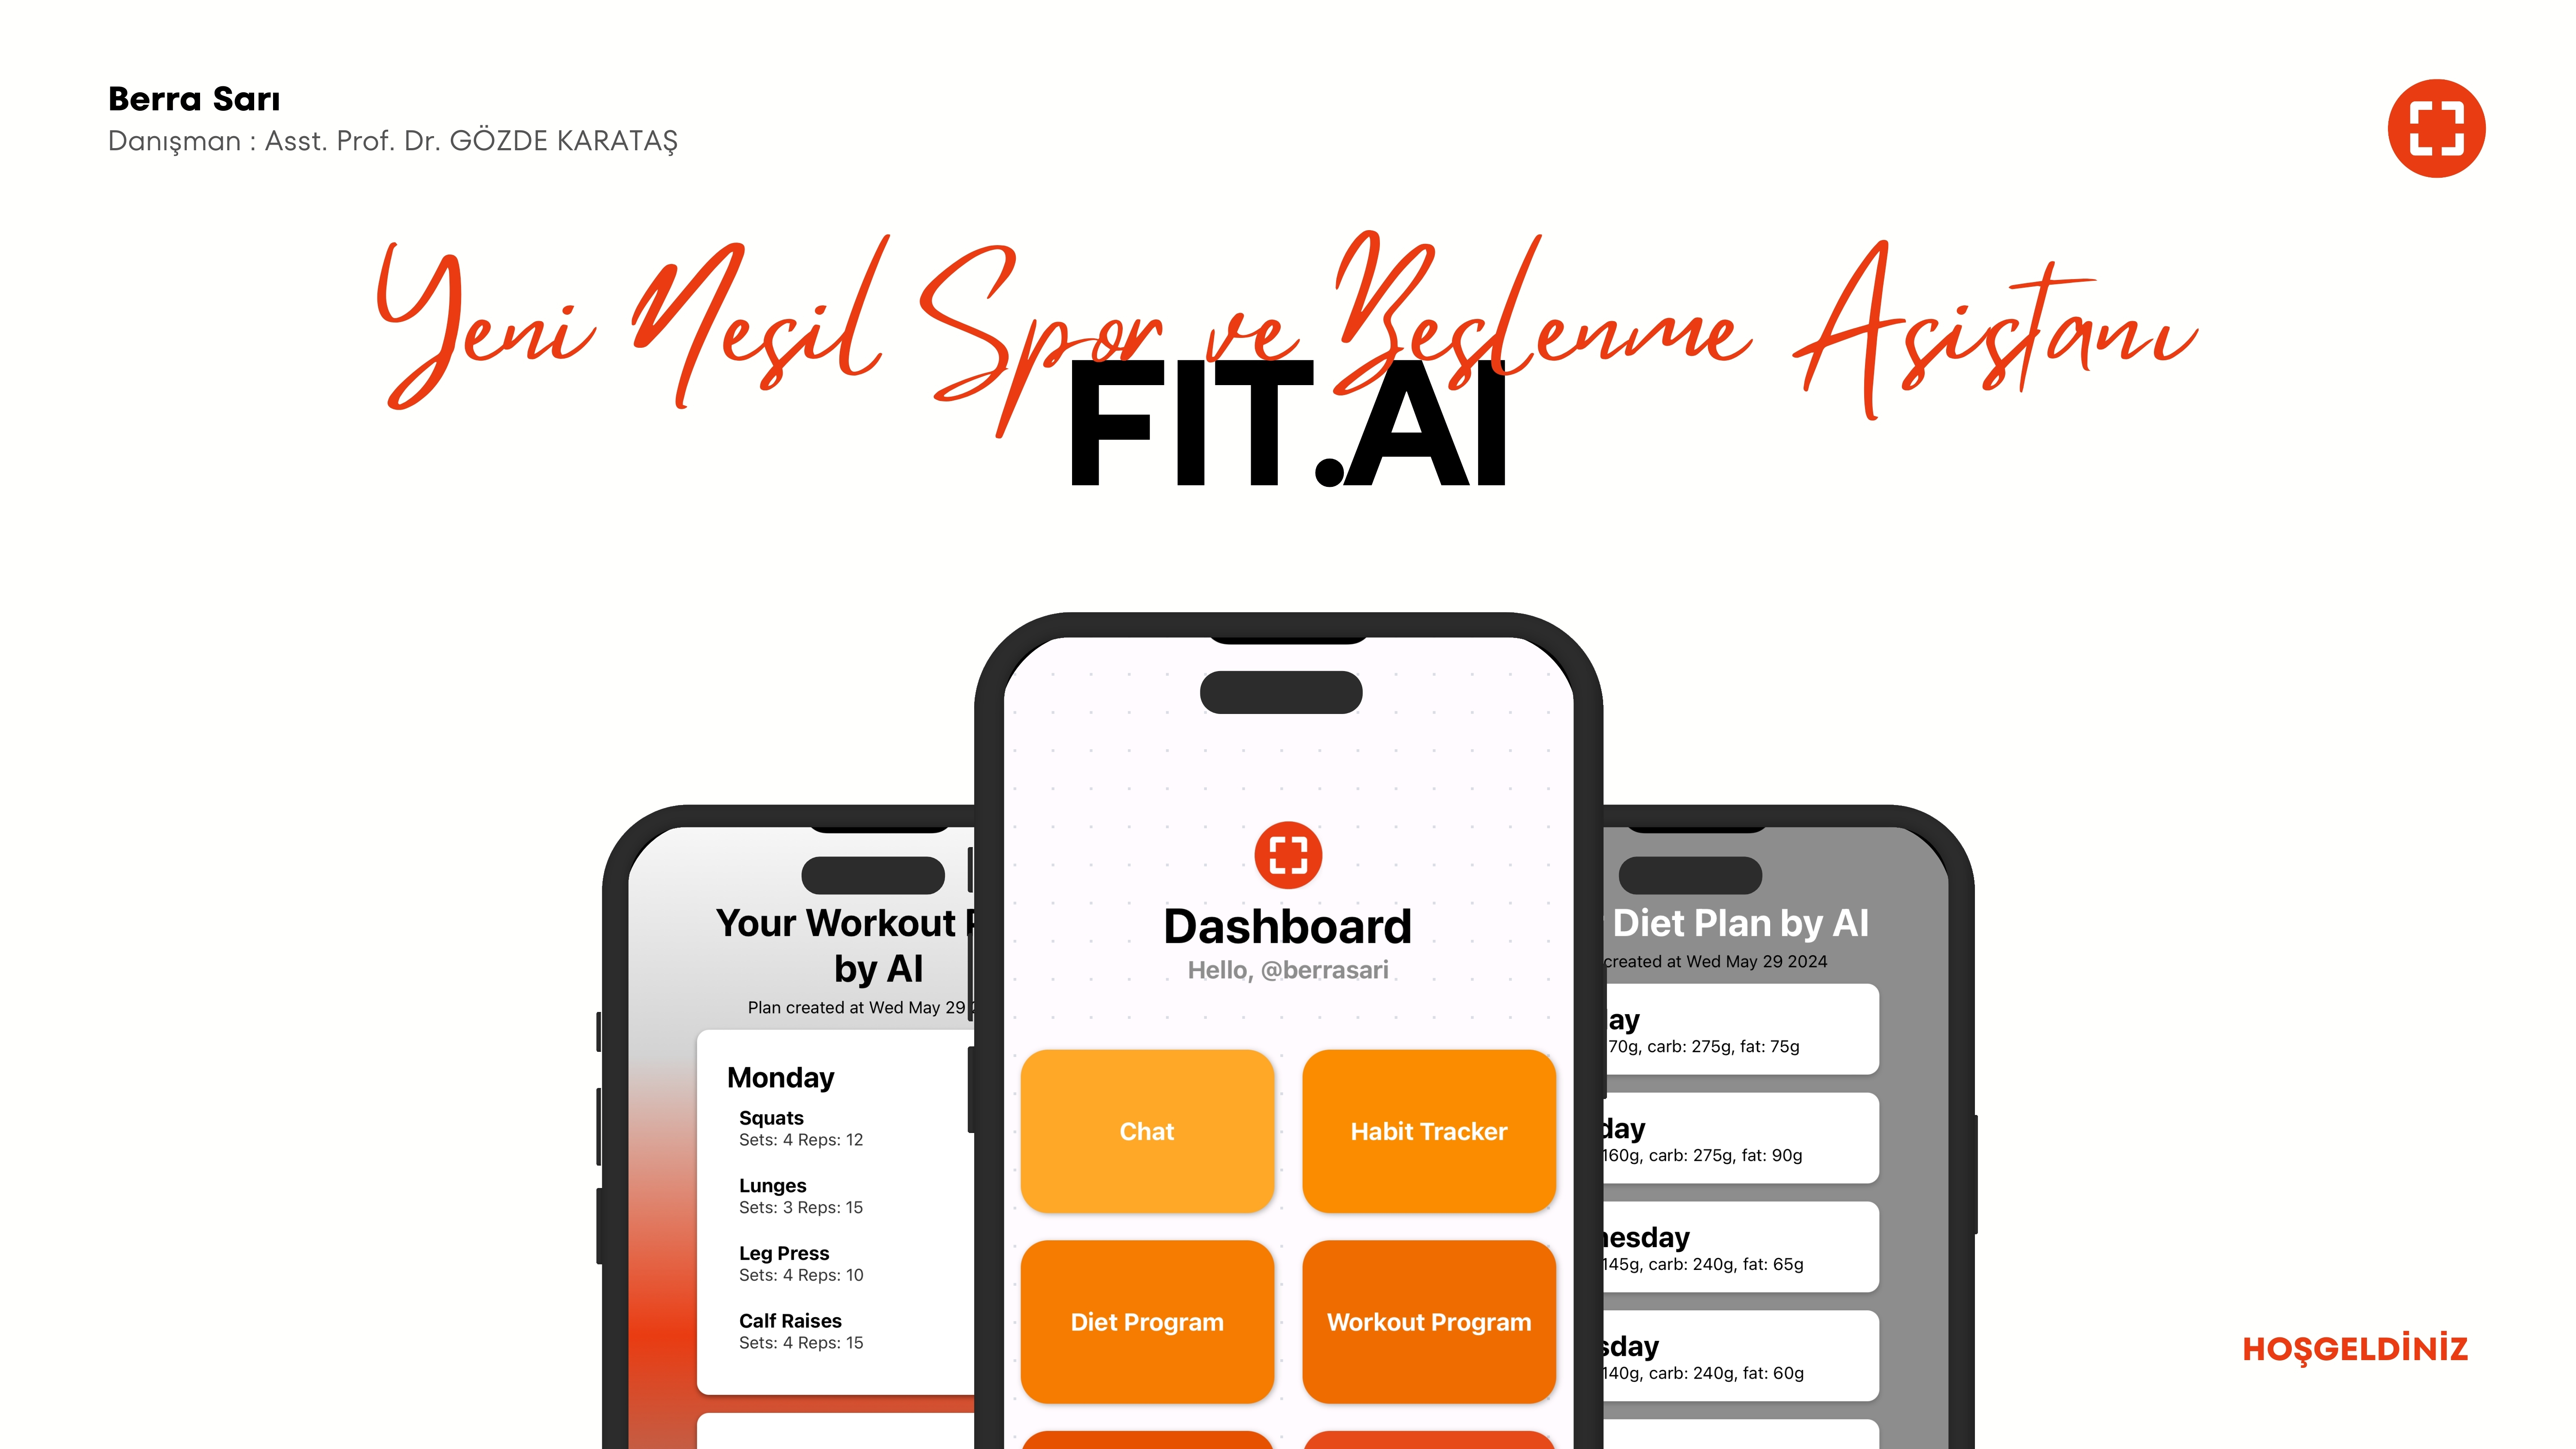 Berra Sarı
Danışman : Asst. Prof. Dr. GÖZDE KARATAŞ
Yeni Nesil Spor ve Beslenme Asistanı
FIT.AI
Your Workout
by AI
Plan created at Wed May 29
Monday
Squats
Sets: 4 Reps: 12
Lunges
Sets: 3 Reps: 15
Leg Press
Sets: 4 Reps: 10
Calf Raises
Sets: 4 Reps: 15
Dashboard
Hello, @berrasari
Chat
Habit Tracker
Diet Program
Workout Program
Diet Plan by AI
created at Wed May 29 2024
70g, carb: 275g, fat: 75g
160g, carb: 275g, fat: 90g
nesday
145g, carb: 240g, fat: 65g
sday
140g, carb: 240g, fat: 60g
HOŞGELDİNİZ